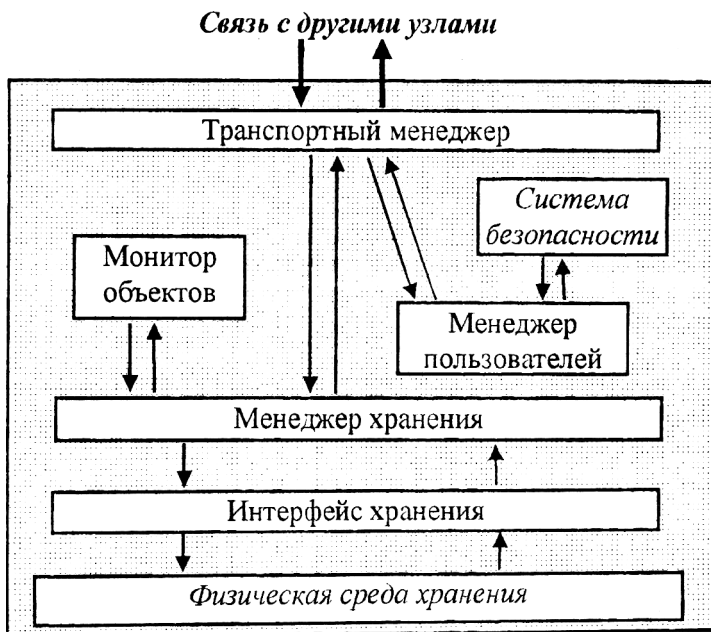 Связь с другими узлами
Транспортный менеджер
Система
безопасности
Монитор
объектов
Менеджер
пользователей
Менеджер хранения
Интерфейс хранения
Физическая среда хранения